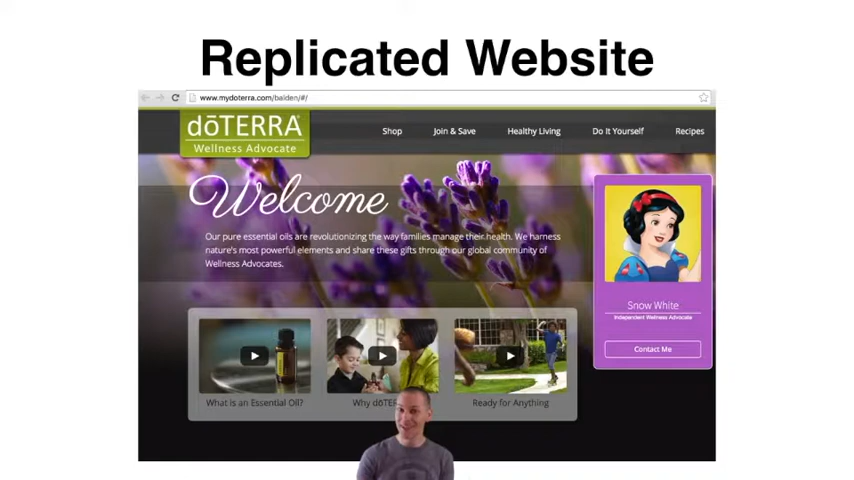 Replicated Website
www.mydoterra.com/balden/#/
dōTERRA
Wellness Advocate
Shop
Join & Save
Healthy Living
Do It Yourself
Recipes
Welcome
Our pure essential oils are revolutionizing the way families manage their health. We harness
nature's most powerful elements and share these gifts through our global community of
Wellness Advocates.
Snow White
Independent Wellness Advocate
Contact Me
What is an Essential Oil?
Why dōTE
Ready for Anything